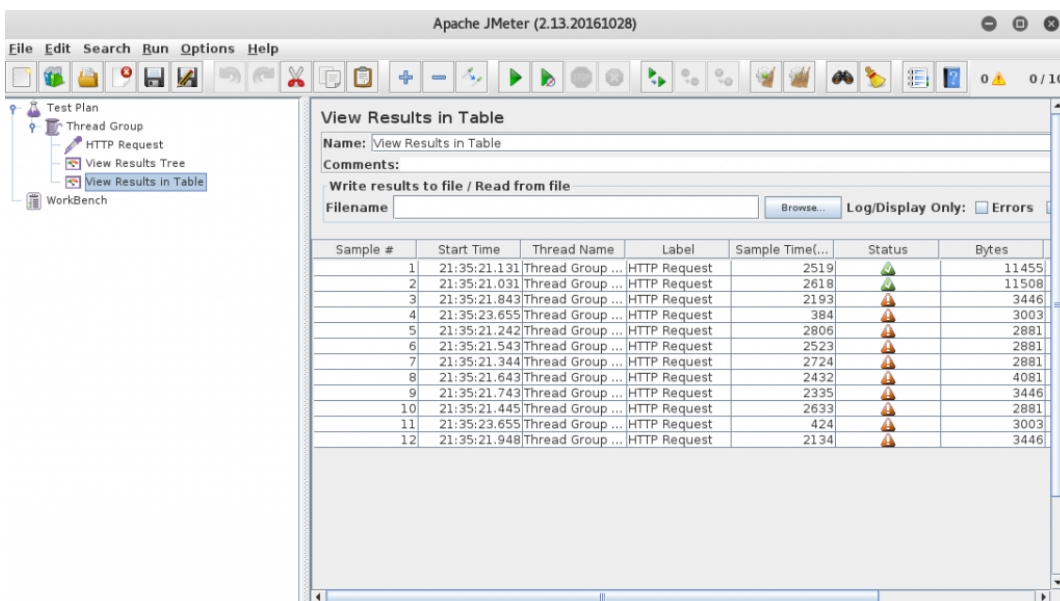 Apache JMeter (2.13.20161028)
File Edit Search Run Options Help
0 0 / 10
Test Plan
Thread Group
HTTP Request
View Results Tree
View Results in Table
WorkBench
View Results in Table
Name: View Results in Table
Comments:
Write results to file / Read from file
Filename Browse... Log/Display Only: Errors
Sample # Start Time Thread Name Label Sample Time(... Status Bytes
1 21:35:21.131 Thread Group ... HTTP Request 2519 11455
2 21:35:21.031 Thread Group ... HTTP Request 2618 11508
3 21:35:21.843 Thread Group ... HTTP Request 2193 3446
4 21:35:23.655 Thread Group ... HTTP Request 384 3003
5 21:35:21.242 Thread Group ... HTTP Request 2806 2881
6 21:35:21.543 Thread Group ... HTTP Request 2523 2881
7 21:35:21.344 Thread Group ... HTTP Request 2724 2881
8 21:35:21.643 Thread Group ... HTTP Request 2432 4081
9 21:35:21.743 Thread Group ... HTTP Request 2335 3446
10 21:35:21.445 Thread Group ... HTTP Request 2633 2881
11 21:35:23.655 Thread Group ... HTTP Request 424 3003
12 21:35:21.948 Thread Group ... HTTP Request 2134 3446